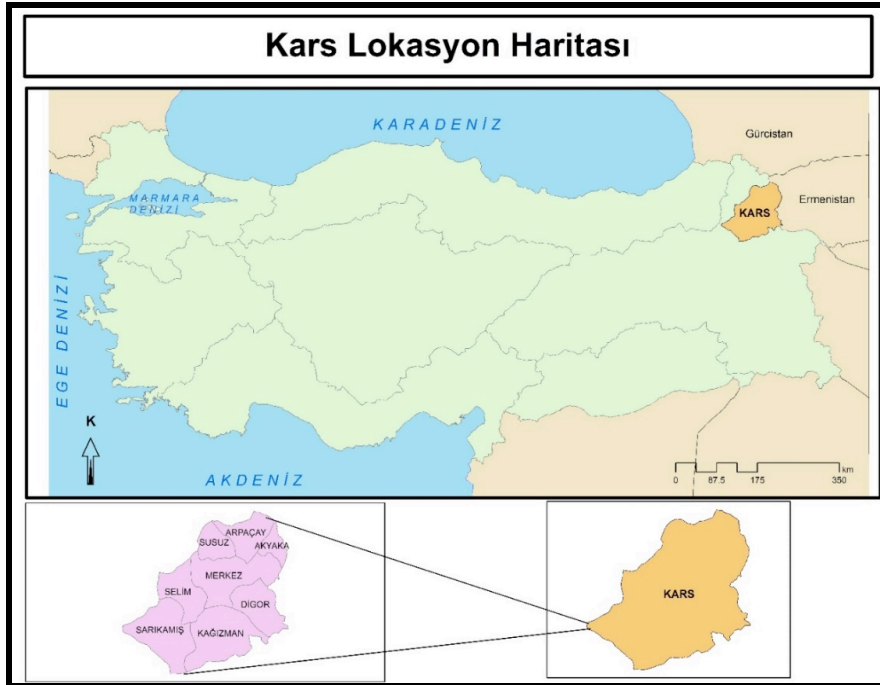 Kars Lokasyon Haritası
KARADENİZ
Gürcistan
MARMARA
DENİZİ
KARS
Ermenistan
EGE DENİZİ
K
AKDENİZ
km
0 87.5 175 350
ARPAÇAY
SUSUZ
AKYAKA
MERKEZ
SELİM
DİGOR
SARIKAMIŞ
KAĞIZMAN
KARS